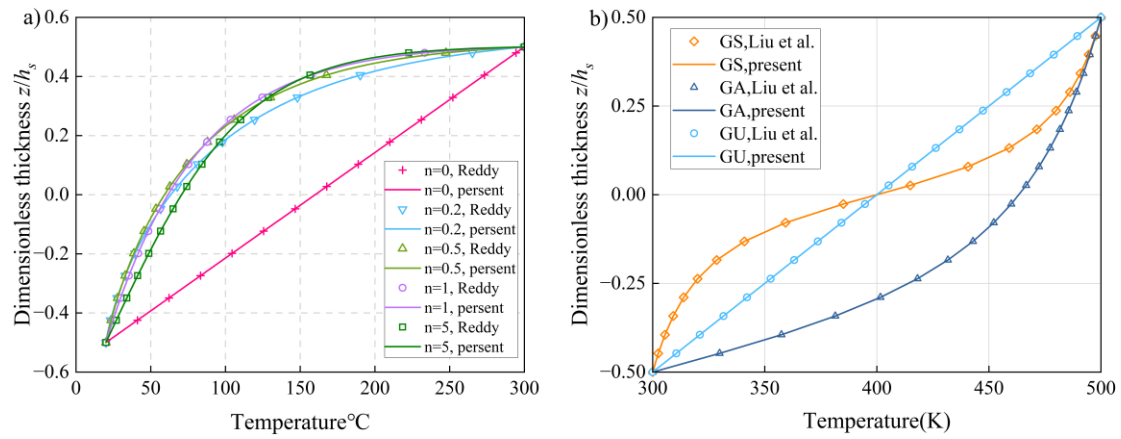 a)
0.6
0.4
0.2
0.0
−0.2
−0.4
−0.6
Dimensionless thickness z/hs
0
50
100
150
200
250
300
Temperature℃
n=0, Reddy
n=0, persent
n=0.2, Reddy
n=0.2, persent
n=0.5, Reddy
n=0.5, persent
n=1, Reddy
n=1, persent
n=5, Reddy
n=5, persent
b)
0.50
0.25
0.00
−0.25
−0.50
Dimensionless thickness z/hs
300
350
400
450
500
Temperature(K)
GS,Liu et al.
GS,present
GA,Liu et al.
GA,present
GU,Liu et al.
GU,present